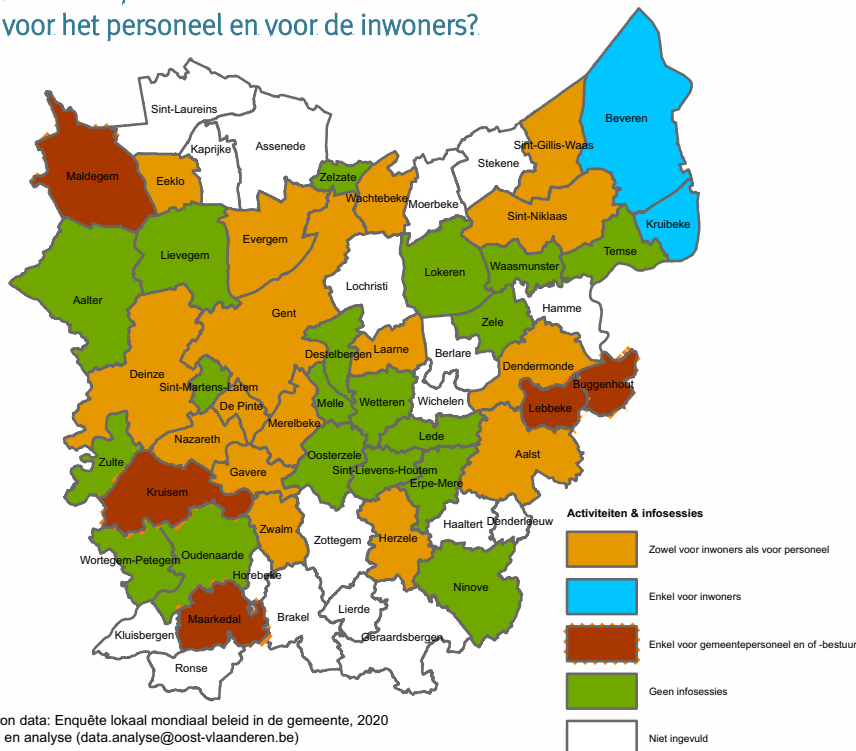 voor het personeel en voor de inwoners?
Beveren
Sint-Laureins
Assenede
Kaprijke
Sint-Gillis-Waas
Stekene
Maldegem
Eeklo
Zelzate
Wachtebeke
Moerbeke
Sint-Niklaas
Kruibeke
Evergem
Lievegem
Temse
Waasmunster
Lokeren
Lochristi
Aalter
Hamme
Gent
Zele
Destelbergen
Laarne
Berlare
Dendermonde
Deinze
Sint-Martens-Latem
Buggenhout
De Pinte
Melle
Wetteren
Wichelen
Lebbeke
Merelbeke
Nazareth
Lede
Oosterzele
Aalst
Zulte
Gavere
Sint-Lievens-Houtem
Erpe-Mere
Kruisem
Haaltert
Denderleeuw
Zwalm
Zottegem
Herzele
Wortegem-Petegem
Oudenaarde
Horebeke
Ninove
Maarkedal
Brakel
Lierde
Kluisbergen
Geraardsbergen
Ronse
Activiteiten & infosessies
Zowel voor inwoners als voor personeel
Enkel voor inwoners
Enkel voor gemeentepersoneel en of -bestuur
Geen infosessies
Niet ingevuld
on data: Enquête lokaal mondiaal beleid in de gemeente, 2020
en analyse (data.analyse@oost-vlaanderen.be)